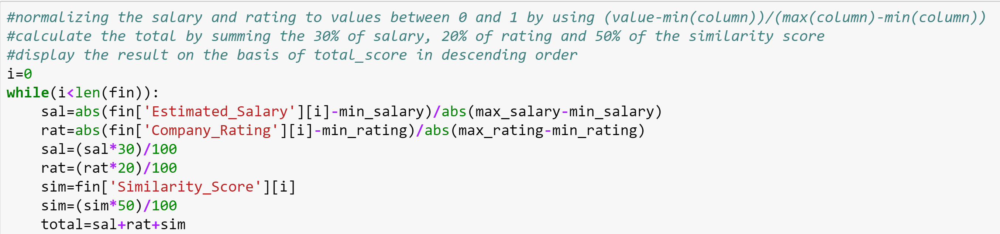 #normalizing the salary and rating to values between 0 and 1 by using (value-min(column))/(max(column)-min(column))
#calculate the total by summing the 30% of salary, 20% of rating and 50% of the similarity score
#display the result on the basis of total_score in descending order
i=0
while(i<len(fin)):
    sal=abs(fin['Estimated_Salary'][i]-min_salary)/abs(max_salary-min_salary)
    rat=abs(fin['Company_Rating'][i]-min_rating)/abs(max_rating-min_rating)
    sal=(sal*30)/100
    rat=(rat*20)/100
    sim=fin['Similarity_Score'][i]
    sim=(sim*50)/100
    total=sal+rat+sim